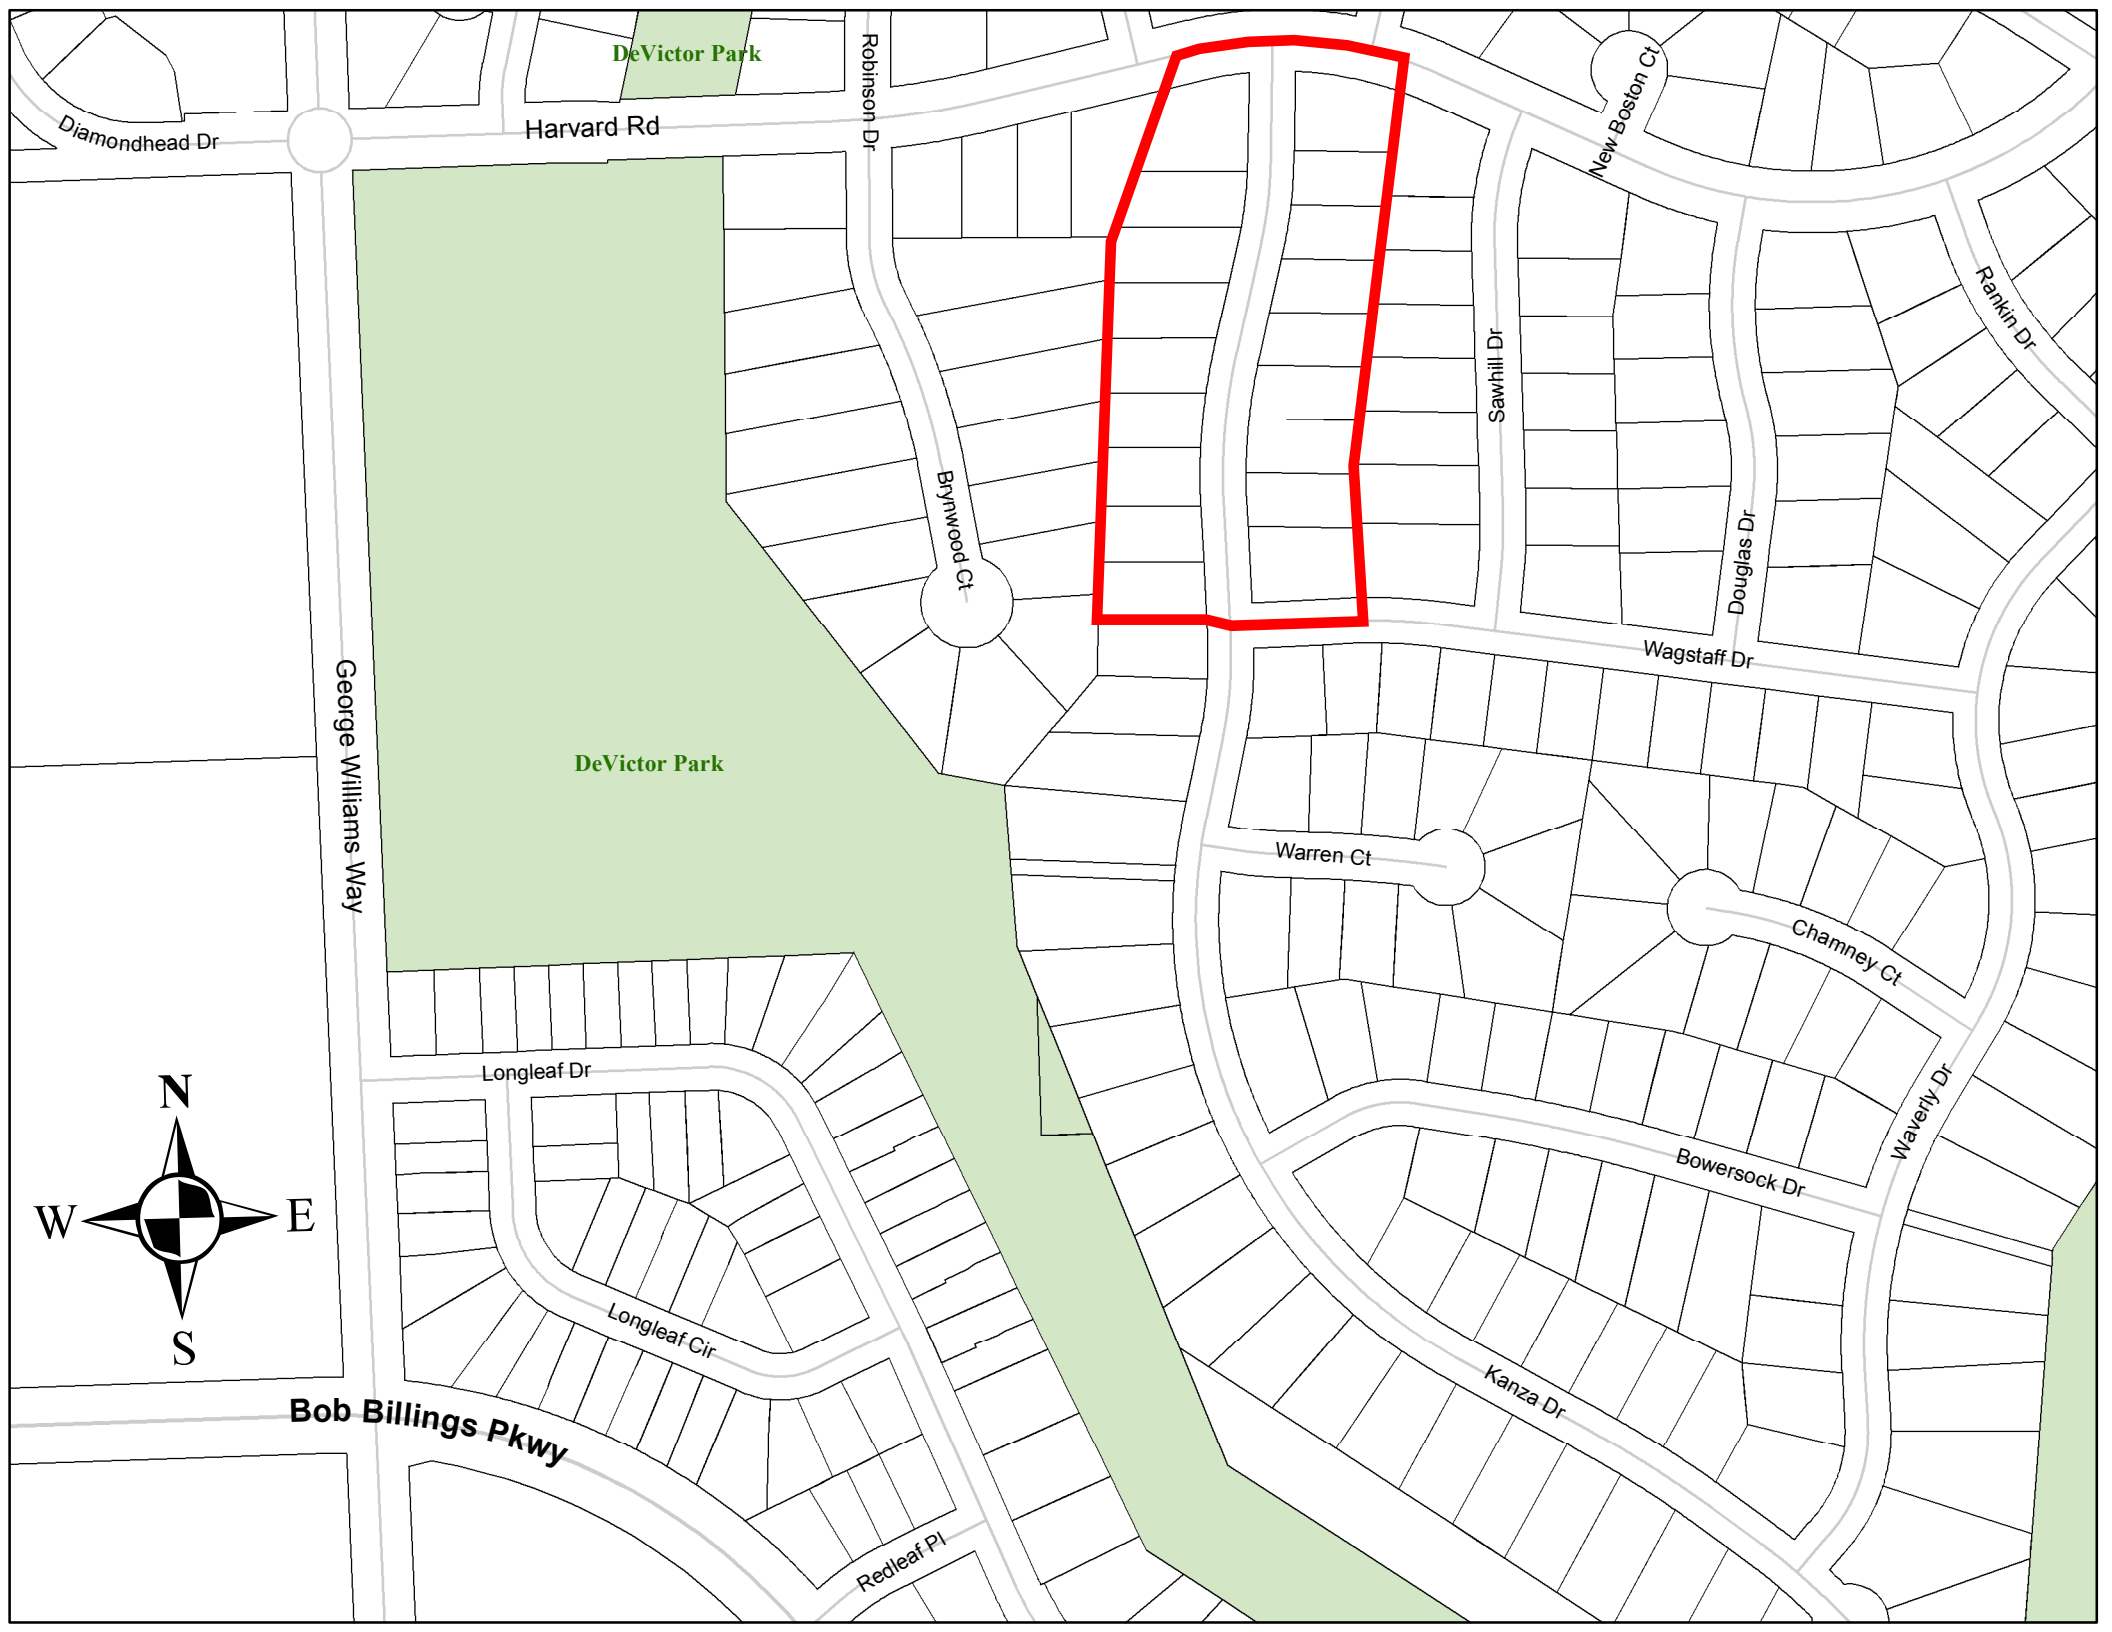 DeVictor Park
Robinson Dr
New Boston Ct
Diamondhead Dr
Harvard Rd
Rankin Dr
Sawhill Dr
Brynwood Ct
Douglas Dr
Wagstaff Dr
George Williams Way
DeVictor Park
Warren Ct
Chamney Ct
Longleaf Dr
Waverly Dr
N
W
E
S
Bowersock Dr
Longleaf Cir
Kanza Dr
Bob Billings Pkwy
Redleaf Pl